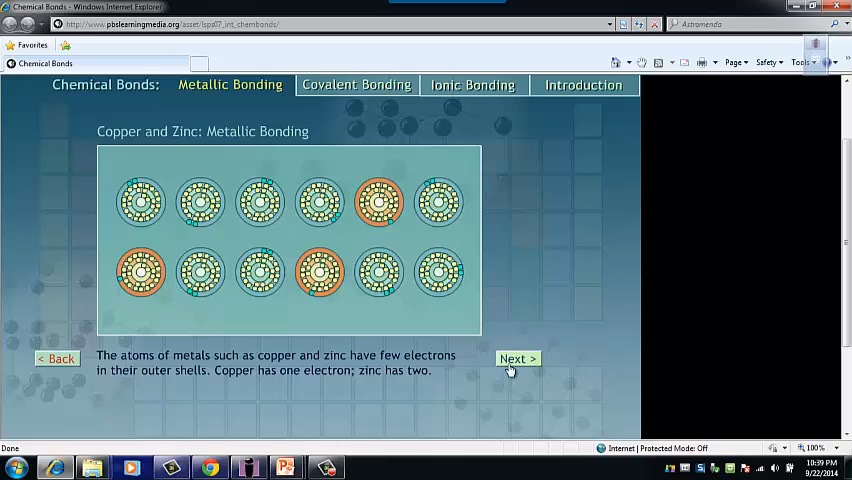 Chemical Bonds - Windows Internet Explorer
http://www.pbslearningmedia.org/asset/lsps07_int_chembonds/
Astromenda
Favorites
Chemical Bonds
Page
Safety
Tools
Chemical Bonds:
Metallic Bonding
Covalent Bonding
Ionic Bonding
Introduction
Copper and Zinc: Metallic Bonding
< Back
The atoms of metals such as copper and zinc have few electrons
in their outer shells. Copper has one electron; zinc has two.
Next >
Done
Internet | Protected Mode: Off
100%
10:39 PM
9/22/2014